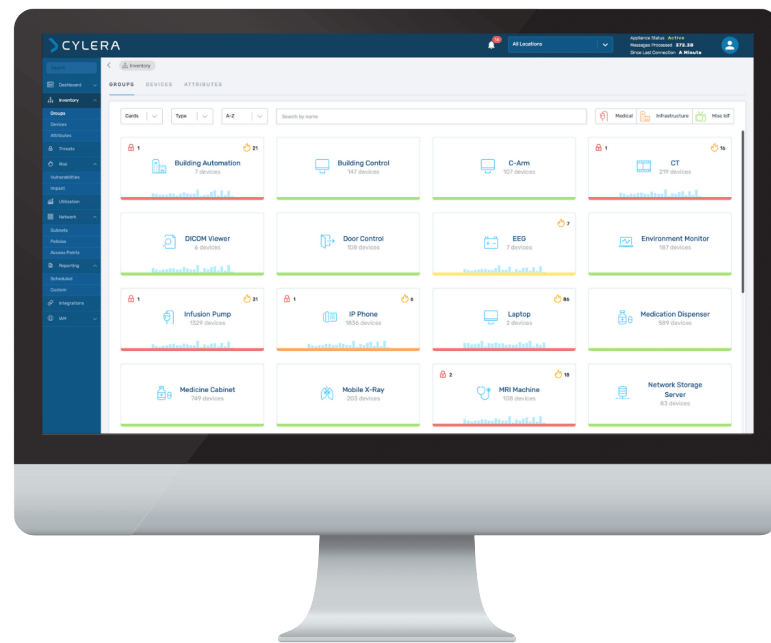 CYLERA
16
All Locations
Appliance Status Active
Messages Processed 372.3B
Since Last Connection A Minute
Search
Inventory
Dashboard
GROUPS DEVICES ATTRIBUTES
Inventory
Groups
Devices
Attributes
Threats
Risk
Vulnerabilities
Impact
Utilization
Network
Subnets
Policies
Access Points
Reporting
Scheduled
Custom
Integrations
IAM
Cards Type A-Z Search by name Medical Infrastructure Misc IoT
1 21
Building Automation
7 devices
Building Control
147 devices
C-Arm
107 devices
1 16
CT
219 devices
DICOM Viewer
6 devices
Door Control
108 devices
7
EEG
7 devices
Environment Monitor
187 devices
1 31
Infusion Pump
1329 devices
1 6
IP Phone
1836 devices
86
Laptop
2 devices
Medication Dispenser
589 devices
Medicine Cabinet
749 devices
Mobile X-Ray
203 devices
2 18
MRI Machine
108 devices
Network Storage
Server
83 devices